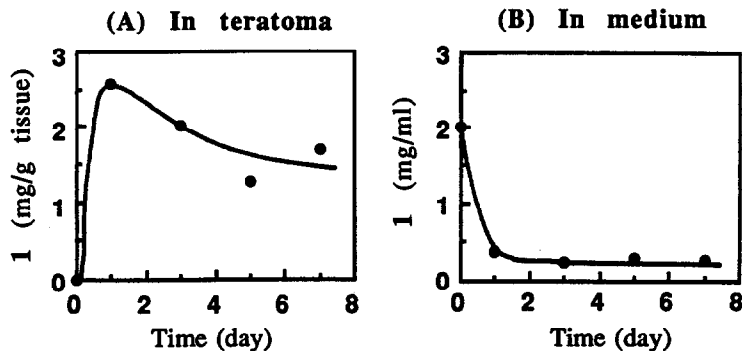 (A) In teratoma
3
2
1
0
1 (mg/g tissue)
0 2 4 6 8
Time (day)
(B) In medium
3
2
1
0
1 (mg/ml)
0 2 4 6 8
Time (day)